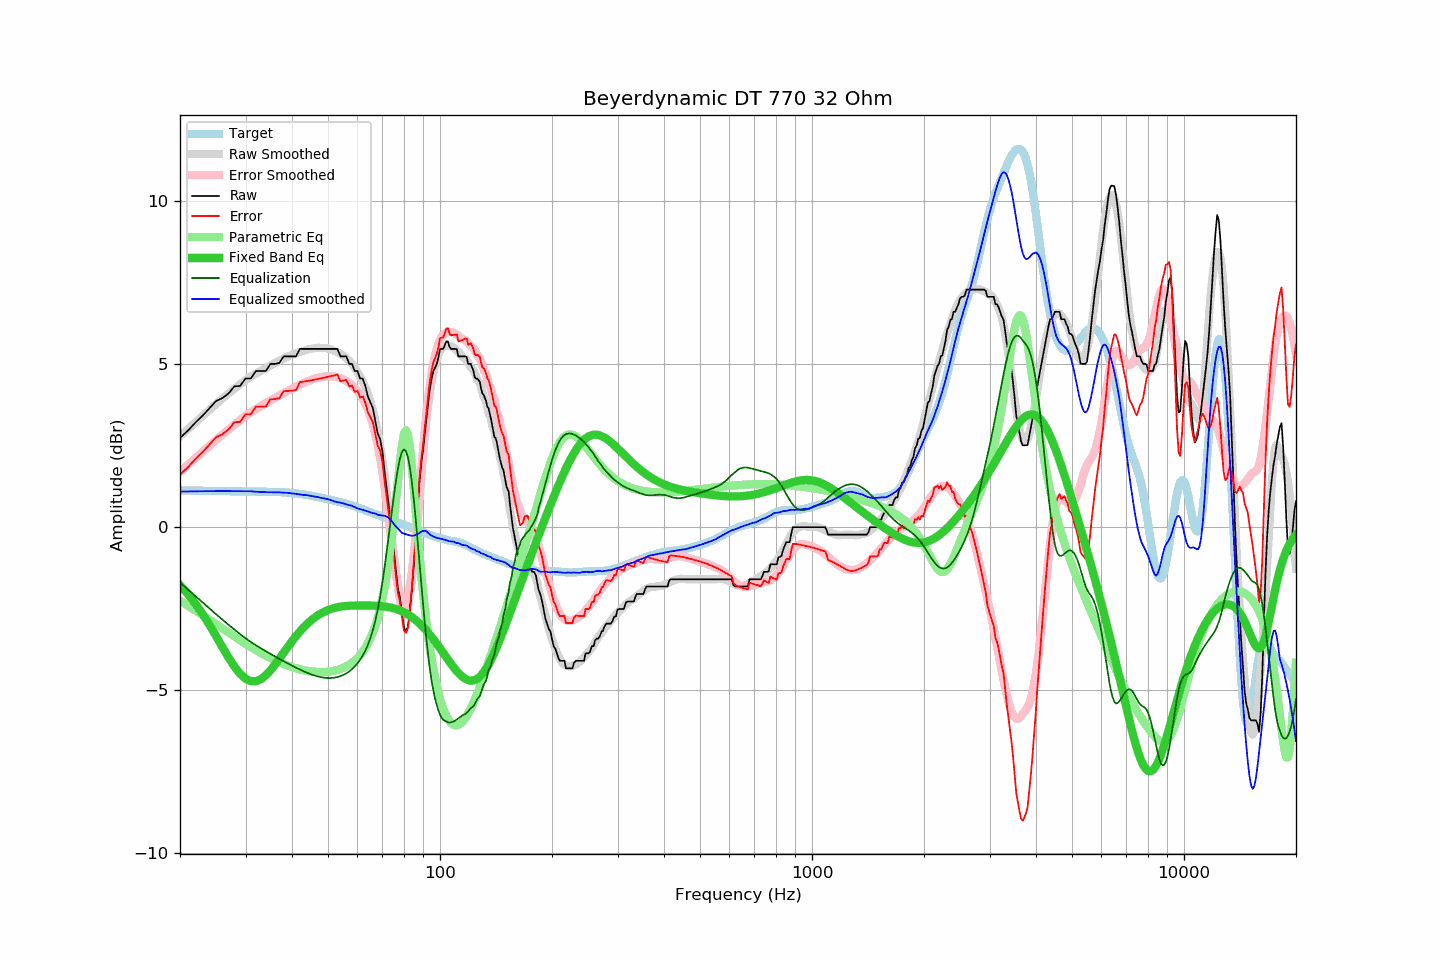 Beyerdynamic DT 770 32 Ohm
Target
Raw Smoothed
Error Smoothed
Raw
Error
Parametric Eq
Fixed Band Eq
Equalization
Equalized smoothed
10
5
0
−5
−10
Amplitude (dBr)
100
1000
10000
Frequency (Hz)